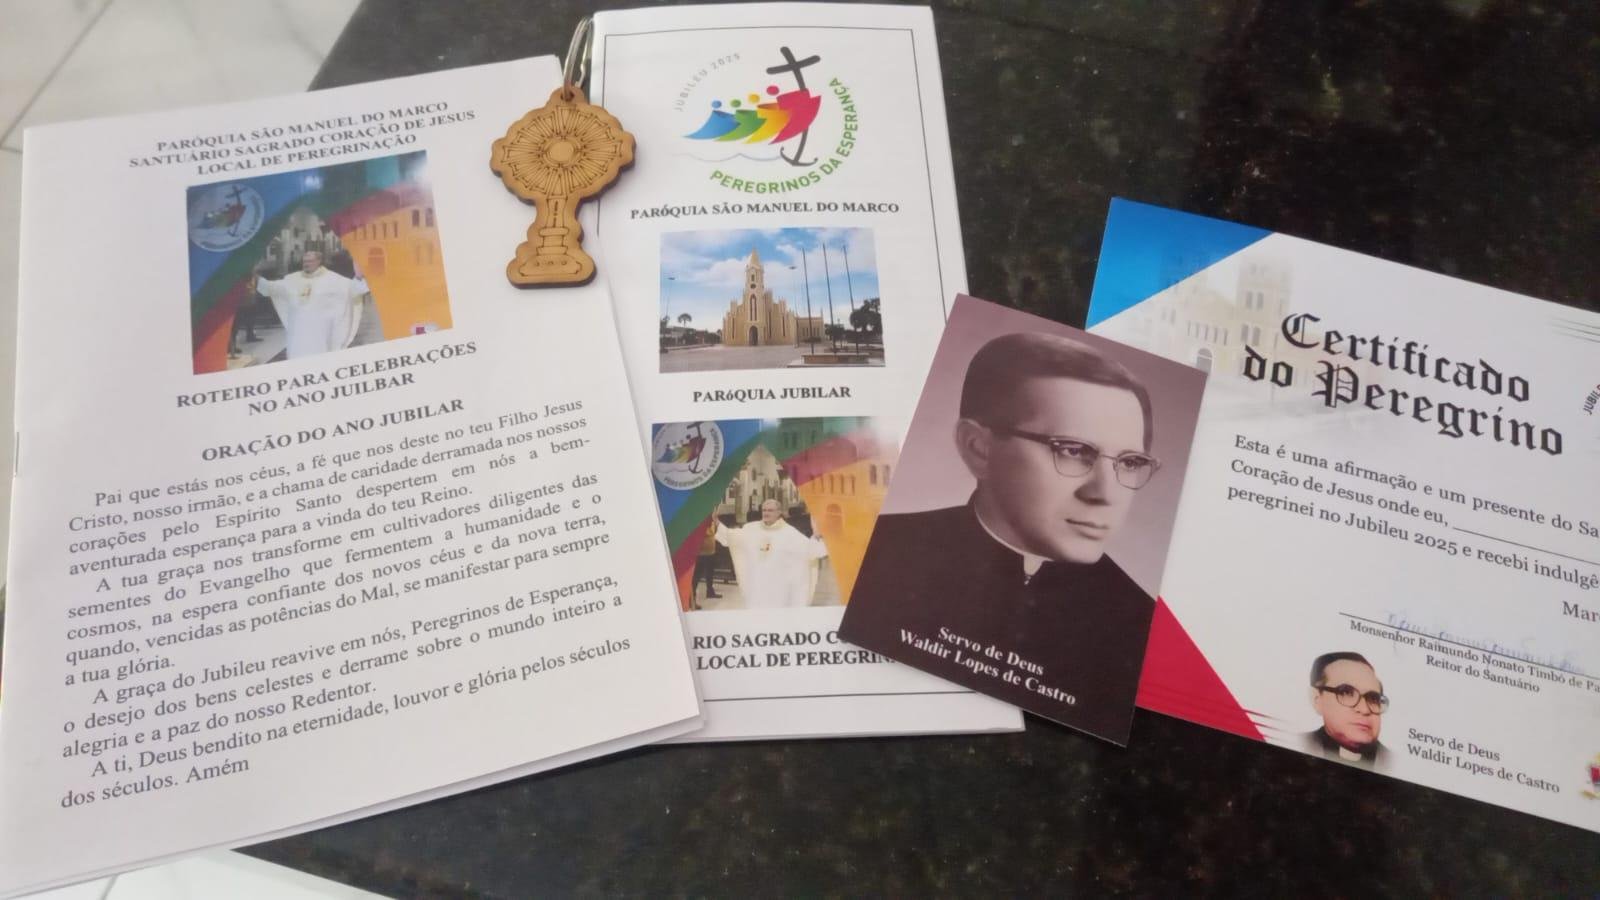 PARÓQUIA SÃO MANUEL DO MARCO
SANTUÁRIO SAGRADO CORAÇÃO DE JESUS
LOCAL DE PEREGRINAÇÃO
ROTEIRO PARA CELEBRAÇÕES
NO ANO JUILBAR
ORAÇÃO DO ANO JUBILAR
Pai que estás nos céus, a fé que nos deste no teu Filho Jesus
Cristo, nosso irmão, e a chama de caridade derramada nos nossos
corações pelo Espírito Santo despertem em nós a bem-
aventurada esperança para a vinda do teu Reino.
A tua graça nos transforme em cultivadores diligentes das
sementes do Evangelho que fermentem a humanidade e o
cosmos, na espera confiante dos novos céus e da nova terra,
quando, vencidas as potências do Mal, se manifestar para sempre
a tua glória.
A graça do Jubileu reavive em nós, Peregrinos de Esperança,
o desejo dos bens celestes e derrame sobre o mundo inteiro a
alegria e a paz do nosso Redentor.
A ti, Deus bendito na eternidade, louvor e glória pelos séculos
dos séculos. Amém
JUBILEU 2025
PEREGRINOS DA ESPERANÇA
PARóQUIA SÃO MANUEL DO MARCO
PARóQUIA JUBILAR
PEREGRINOS DA ESPERANÇA
RIO SAGRADO C
LOCAL DE PEREGRIN
Servo de Deus
Waldir Lopes de Castro
Certificado
do Peregrino
JUBIL
Esta é uma afirmação e um presente do Sa
Coração de Jesus onde eu,
peregrinei no Jubileu 2025 e recebi indulgê
Marc
Monsenhor Raimundo Nonato Timbó de Pa
Reitor do Santuário
Servo de Deus
Waldir Lopes de Castro